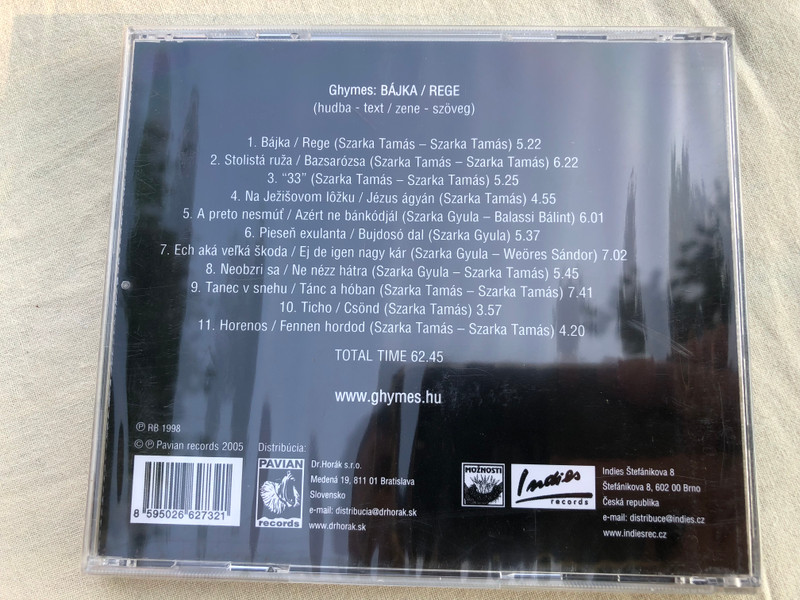 Ghymes: BÁJKA / REGE
(hudba - text / zene - szöveg)
1. Bájka / Rege (Szarka Tamás – Szarka Tamás) 5.22
2. Stolistá ruža / Bazsarózsa (Szarka Tamás – Szarka Tamás) 6.22
3. “33” (Szarka Tamás – Szarka Tamás) 5.25
4. Na Ježišovom lôžku / Jézus ágyán (Szarka Tamás) 4.55
5. A preto nesmúť / Azért ne bánkódjál (Szarka Gyula – Balassi Bálint) 6.01
6. Pieseň exulanta / Bujdosó dal (Szarka Gyula) 5.37
7. Ech aká veľká škoda / Ej de igen nagy kár (Szarka Gyula – Weöres Sándor) 7.02
8. Neobzri sa / Ne nézz hátra (Szarka Gyula – Szarka Tamás) 5.45
9. Tanec v snehu / Tánc a hóban (Szarka Tamás – Szarka Tamás) 7.41
10. Ticho / Csönd (Szarka Tamás) 3.57
11. Horenos / Fennen hordod (Szarka Tamás – Szarka Tamás) 4.20
TOTAL TIME 62.45
www.ghymes.hu
℗ RB 1998
© ℗ Pavian records 2005
8 595026 627321
Distribúcia:
PAVIAN
records
Dr.Horák s.r.o.
Medená 19, 811 01 Bratislava
Slovensko
e-mail: distribucia@drhorak.sk
www.drhorak.sk
MOŽNOSTI
Indies
records
Indies Štefánikova 8
Štefánikova 8, 602 00 Brno
Česká republika
e-mail: distribuce@indies.cz
www.indiesrec.cz